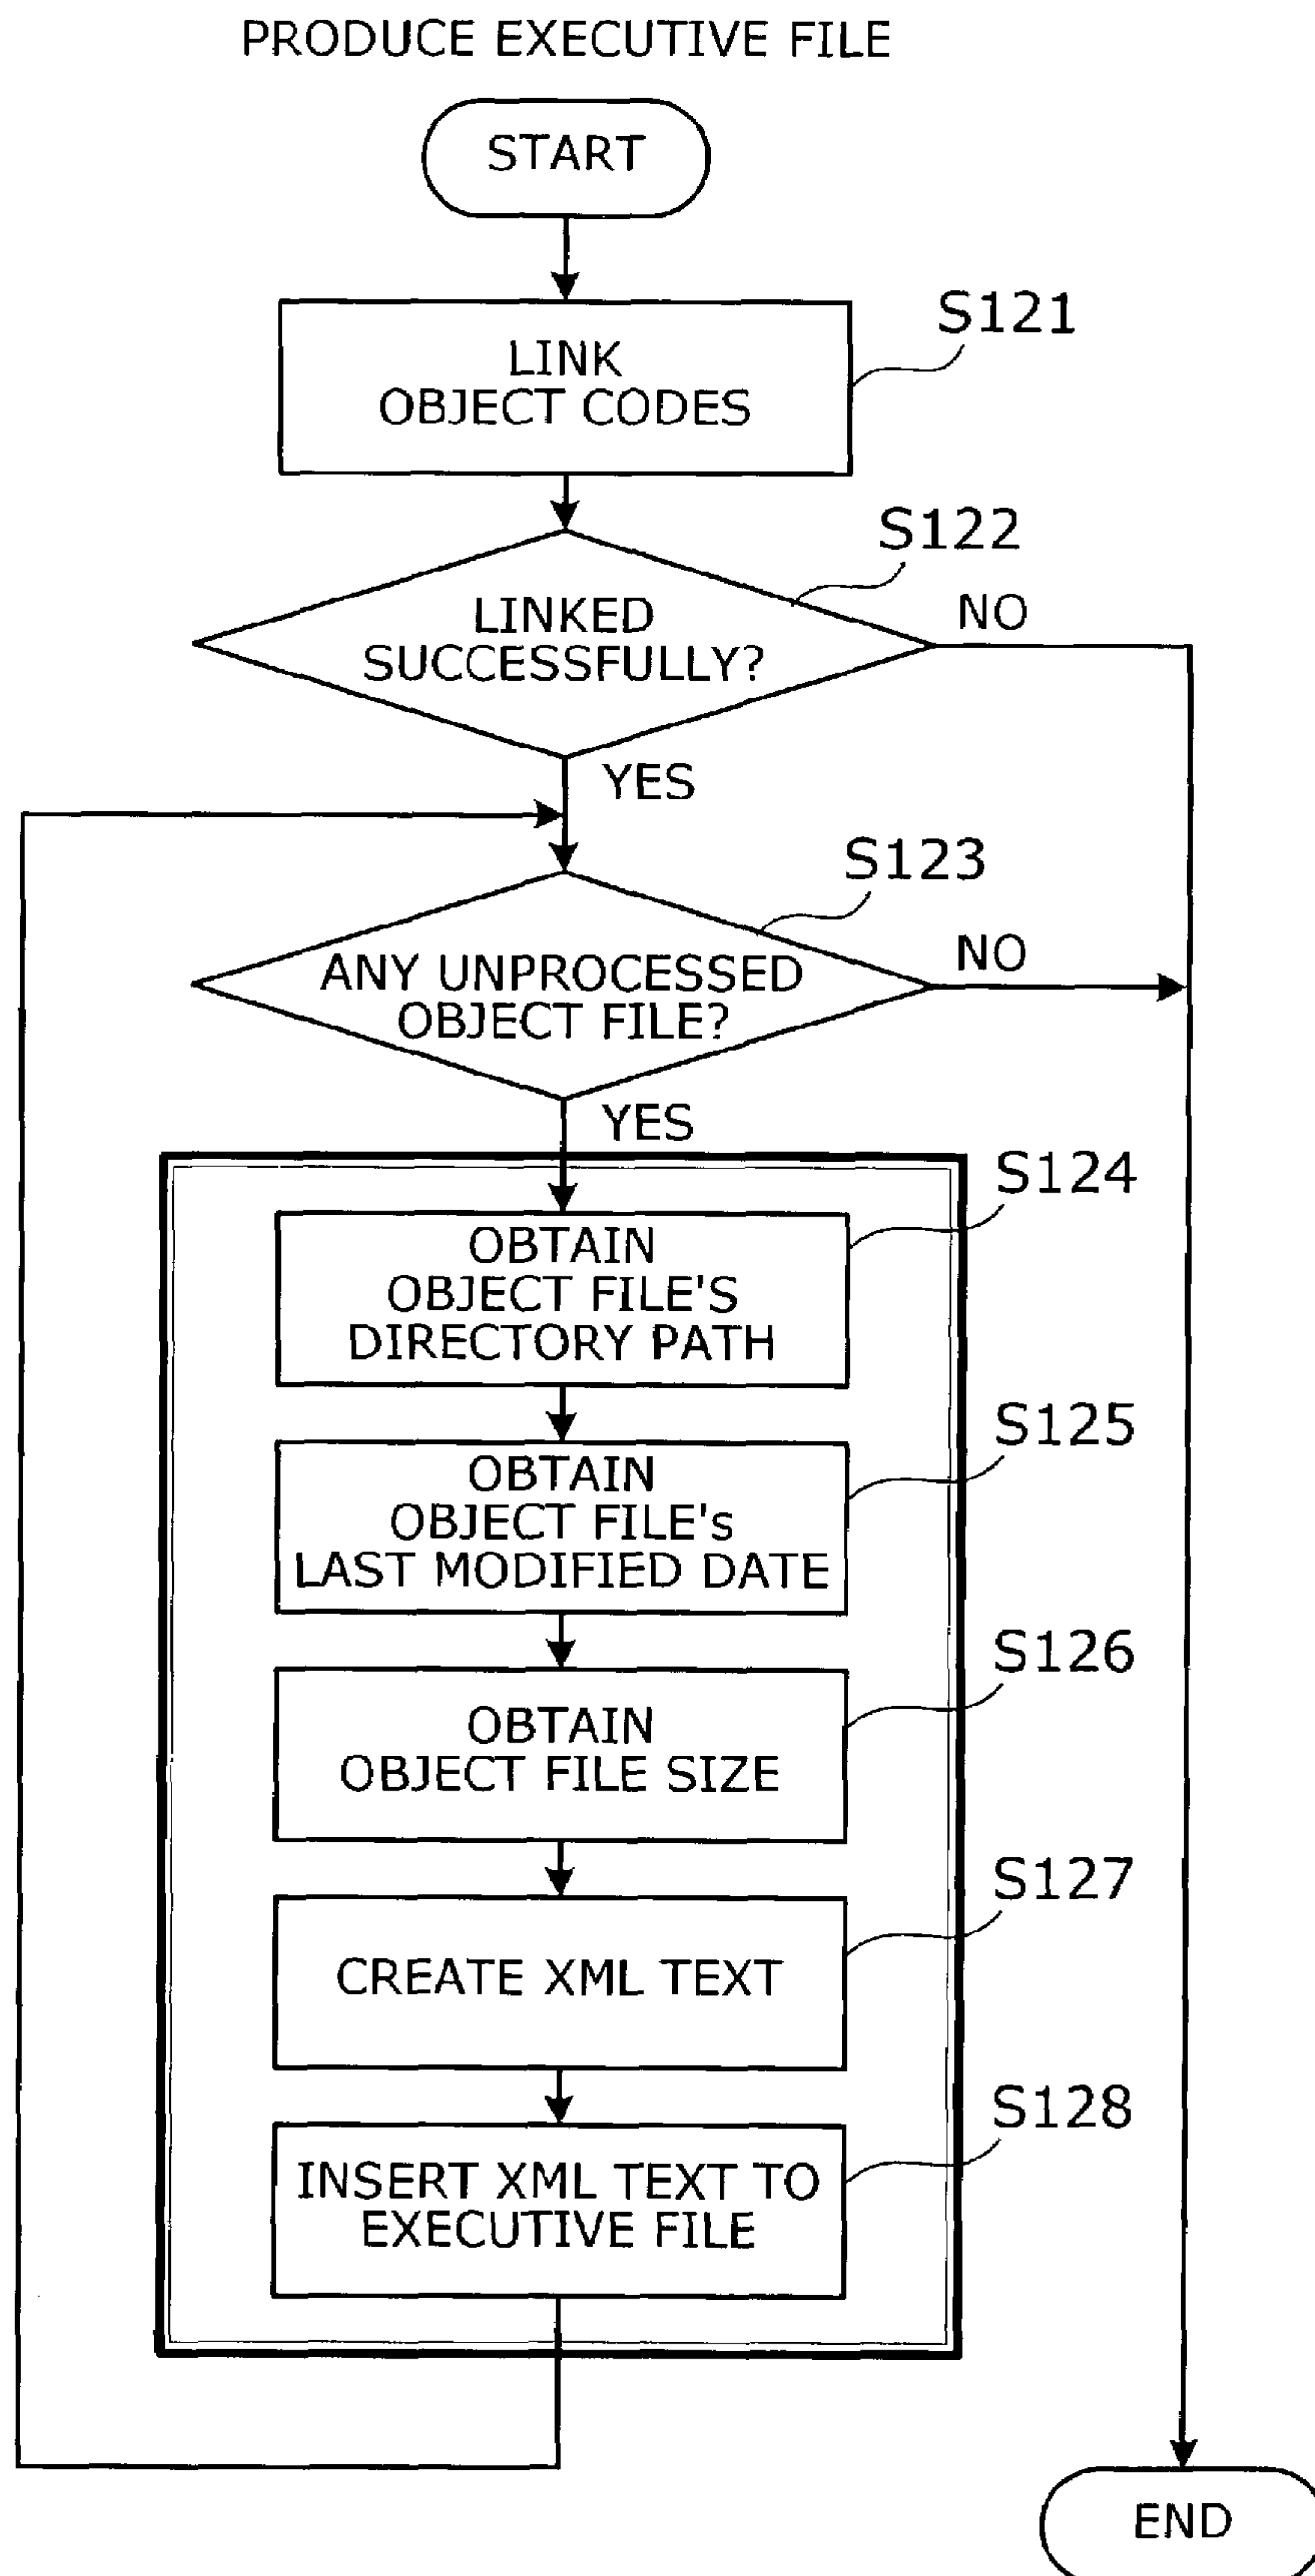 PRODUCE EXECUTIVE FILE
START
S121
LINK
OBJECT CODES
S122
LINKED
SUCCESSFULLY?
NO
YES
S123
ANY UNPROCESSED
OBJECT FILE?
NO
YES
S124
OBTAIN
OBJECT FILE'S
DIRECTORY PATH
S125
OBTAIN
OBJECT FILE's
LAST MODIFIED DATE
S126
OBTAIN
OBJECT FILE SIZE
S127
CREATE XML TEXT
S128
INSERT XML TEXT TO
EXECUTIVE FILE
END